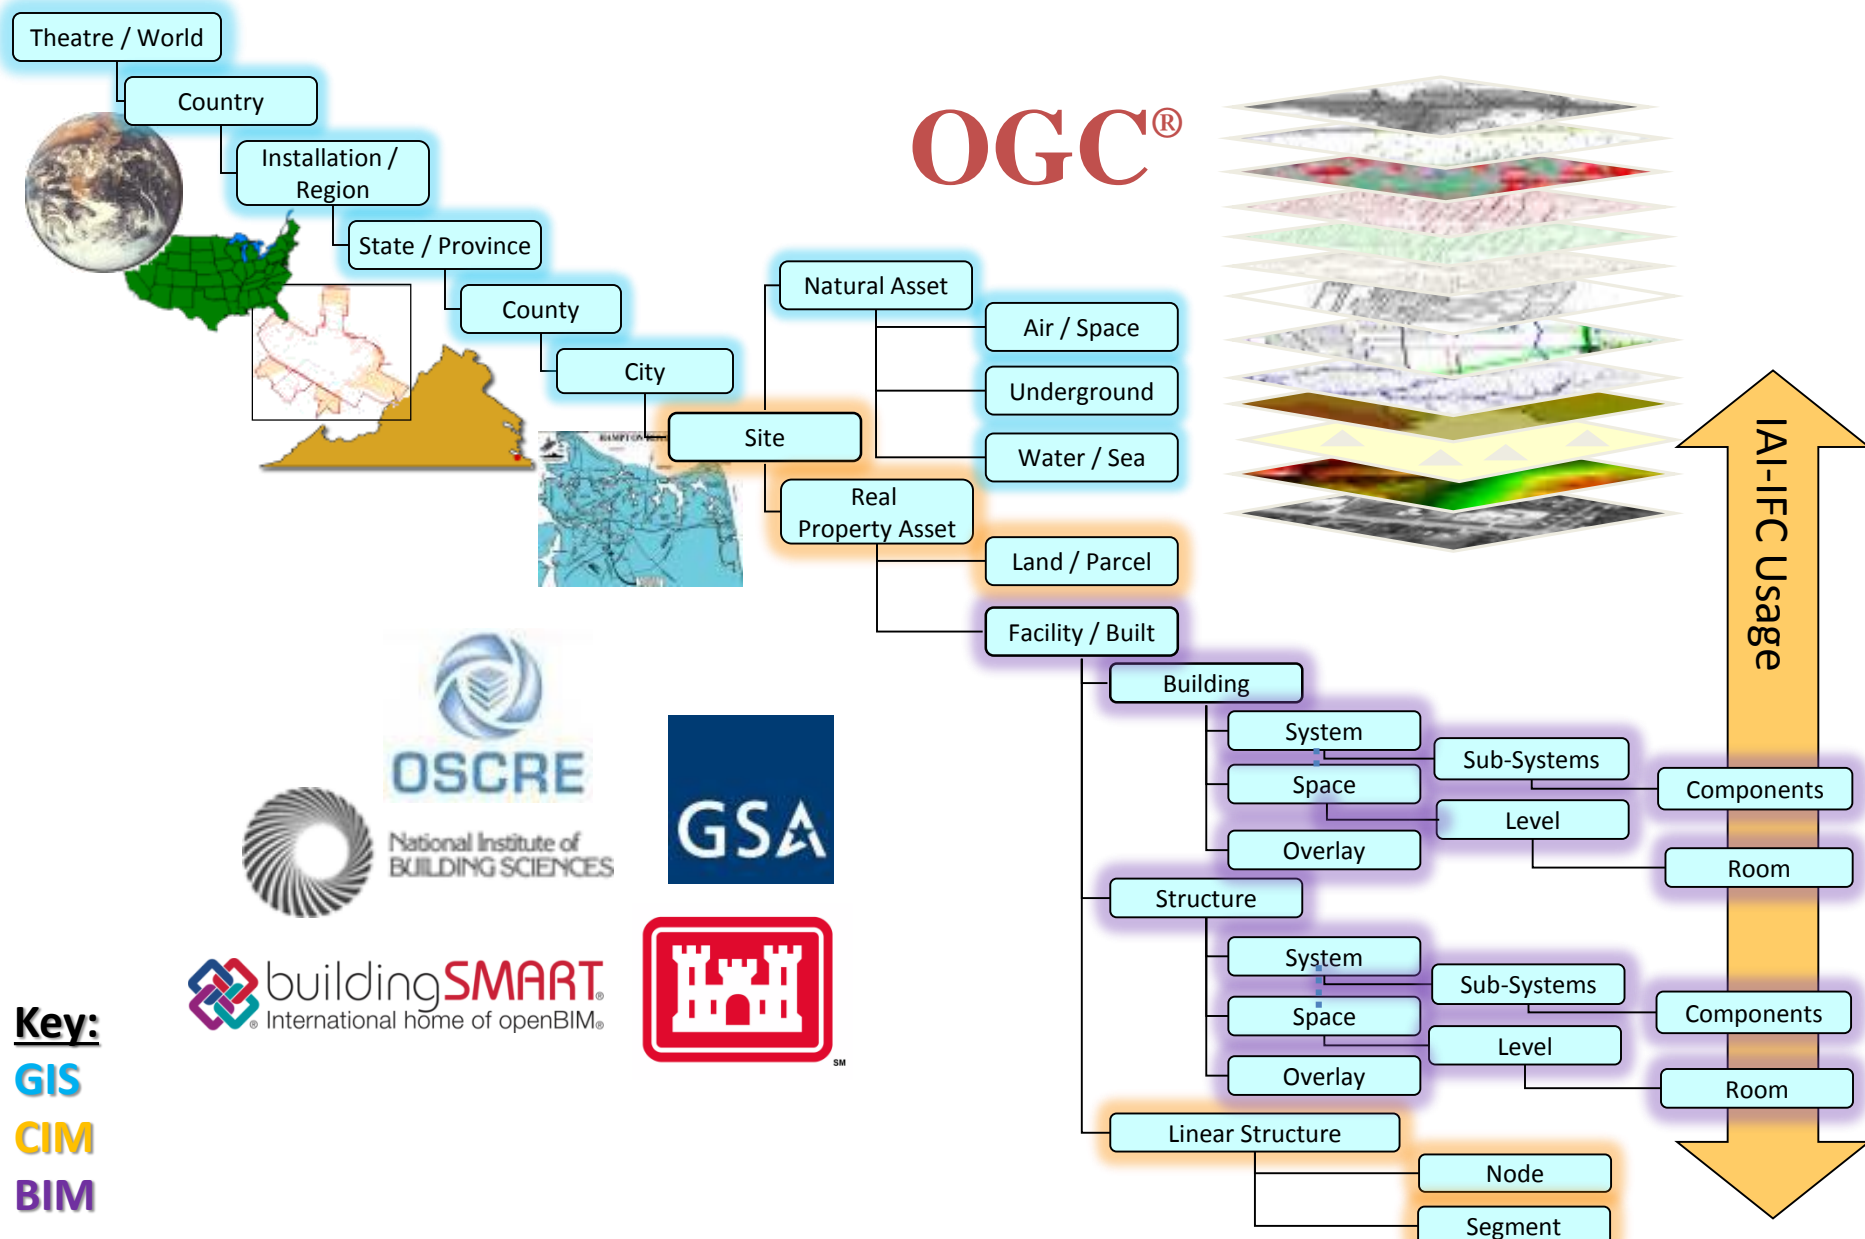 Theatre / World
Country
Installation /
Region
State / Province
County
City
Site
OGC®
Natural Asset
Air / Space
Underground
Water / Sea
Real
Property Asset
Land / Parcel
Facility / Built
Building
System
Sub-Systems
Components
Space
Level
Room
Overlay
Structure
System
Sub-Systems
Components
Space
Level
Room
Overlay
Linear Structure
Node
Segment
IAI-IFC Usage
OSCRE
GSA
National Institute of
BUILDING SCIENCES
buildingSMART®
International home of openBIM®
SM
Key:
GIS
CIM
BIM